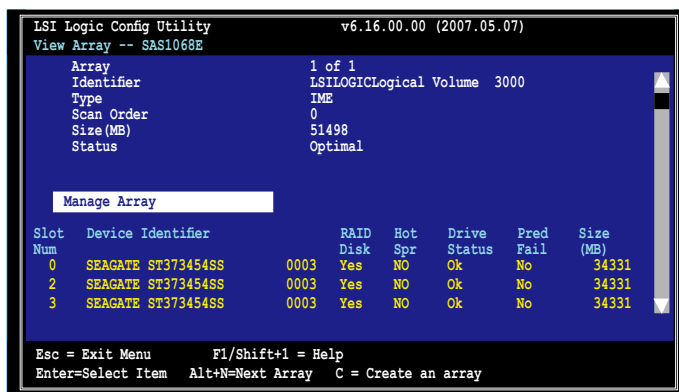 LSI Logic Config Utility v6.16.00.00 (2007.05.07)
View Array -- SAS1068E
Array 1 of 1
Identifier LSILOGICLogical Volume 3000
Type IME
Scan Order 0
Size(MB) 51498
Status Optimal
Manage Array
Slot Device Identifier RAID Hot Drive Pred Size
Num Disk Spr Status Fail (MB)
0 SEAGATE ST373454SS 0003 Yes NO Ok No 34331
2 SEAGATE ST373454SS 0003 Yes NO Ok No 34331
3 SEAGATE ST373454SS 0003 Yes NO Ok No 34331
Esc = Exit Menu F1/Shift+1 = Help
Enter=Select Item Alt+N=Next Array C = Create an array